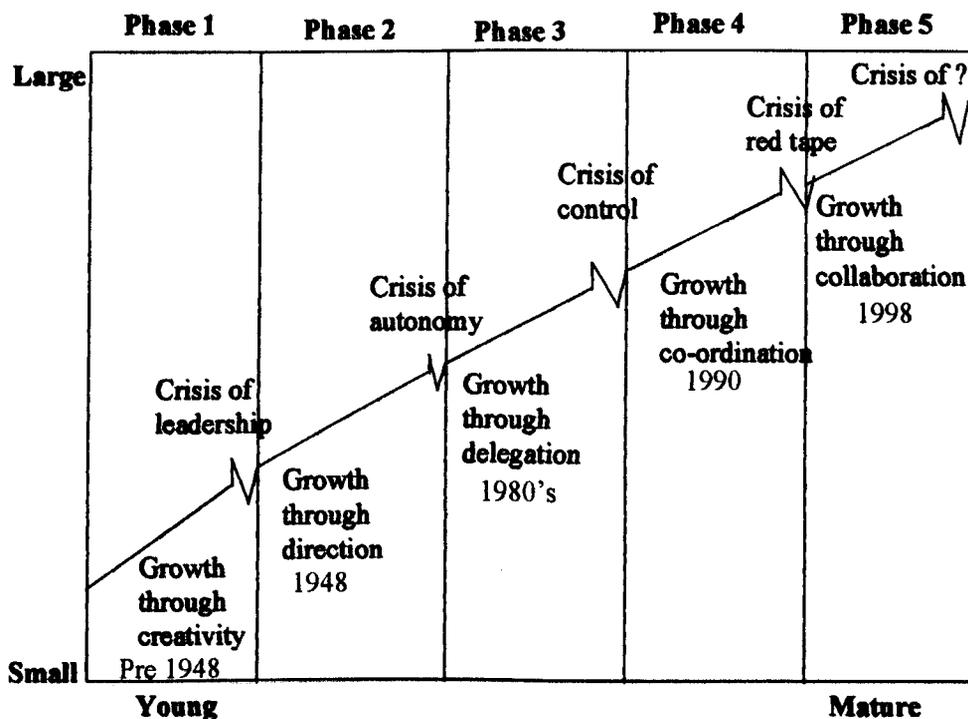 Phase 1
Phase 2
Phase 3
Phase 4
Phase 5
Large
Crisis of ?
Crisis of
red tape
Crisis of
control
Growth
through
collaboration
1998
Crisis of
autonomy
Growth
through
co-ordination
1990
Crisis of
leadership
Growth
through
delegation
1980's
Growth
through
direction
1948
Growth
through
creativity
Pre 1948
Small
Young
Mature